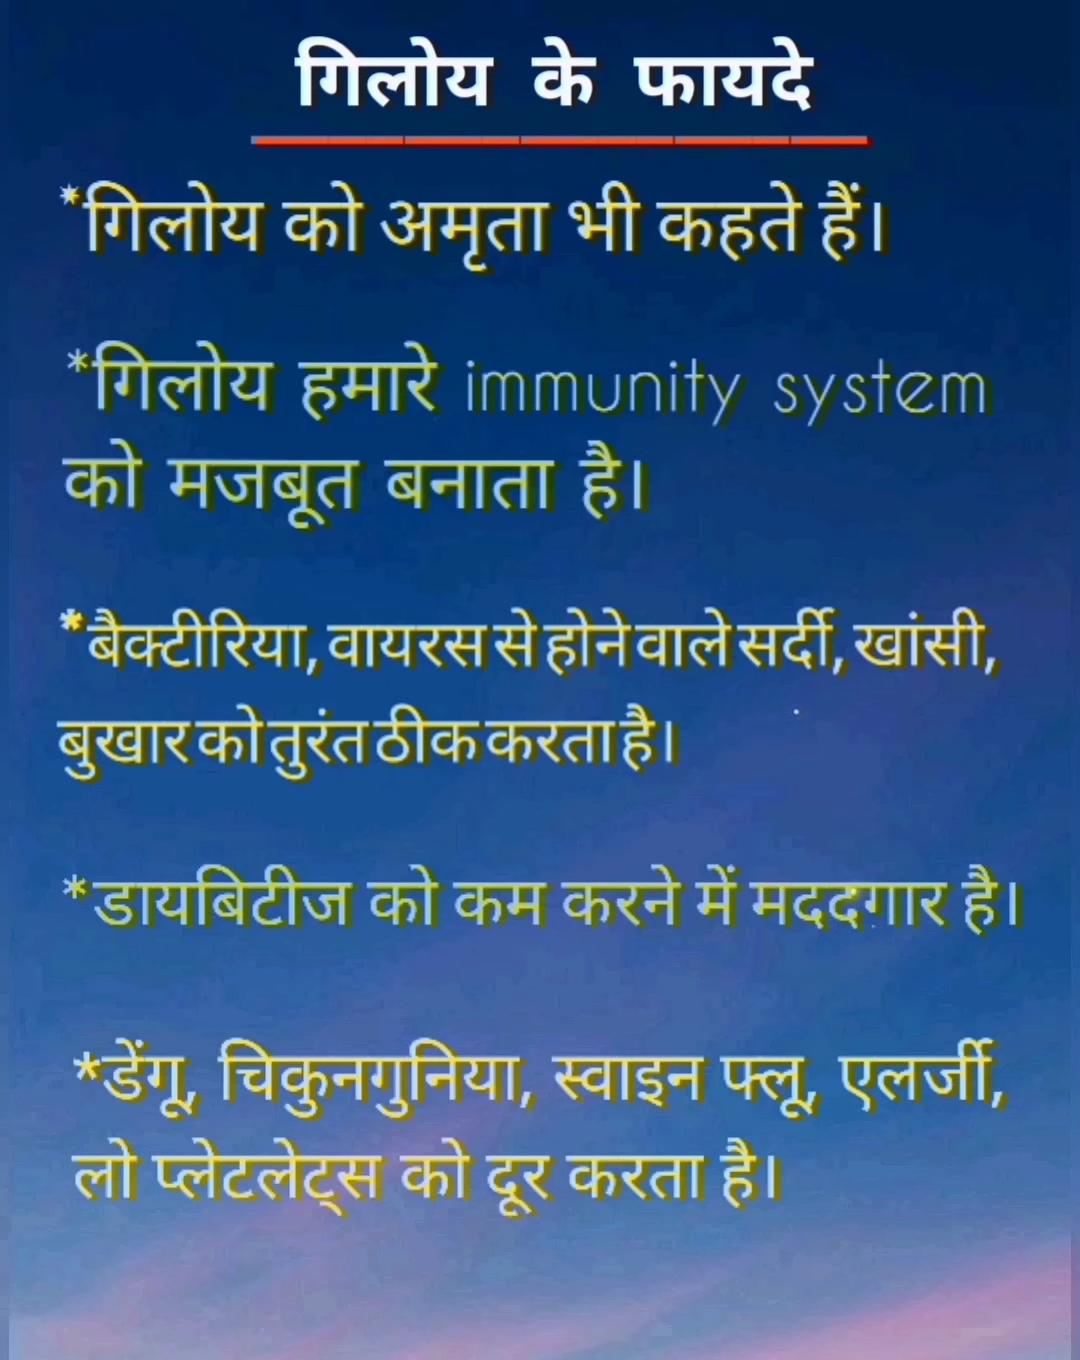 गिलोय के फायदे
*गिलोय को अमृता भी कहते हैं।
*गिलोय हमारे immunity system
को मजबूत बनाता है।
*बैक्टीरिया, वायरस से होने वाले सर्दी, खांसी,
बुखार को तुरंत ठीक करता है।
*डायबिटीज को कम करने में मददगार है।
*डेंगू, चिकुनगुनिया, स्वाइन फ्लू, एलर्जी,
लो प्लेटलेट्स को दूर करता है।